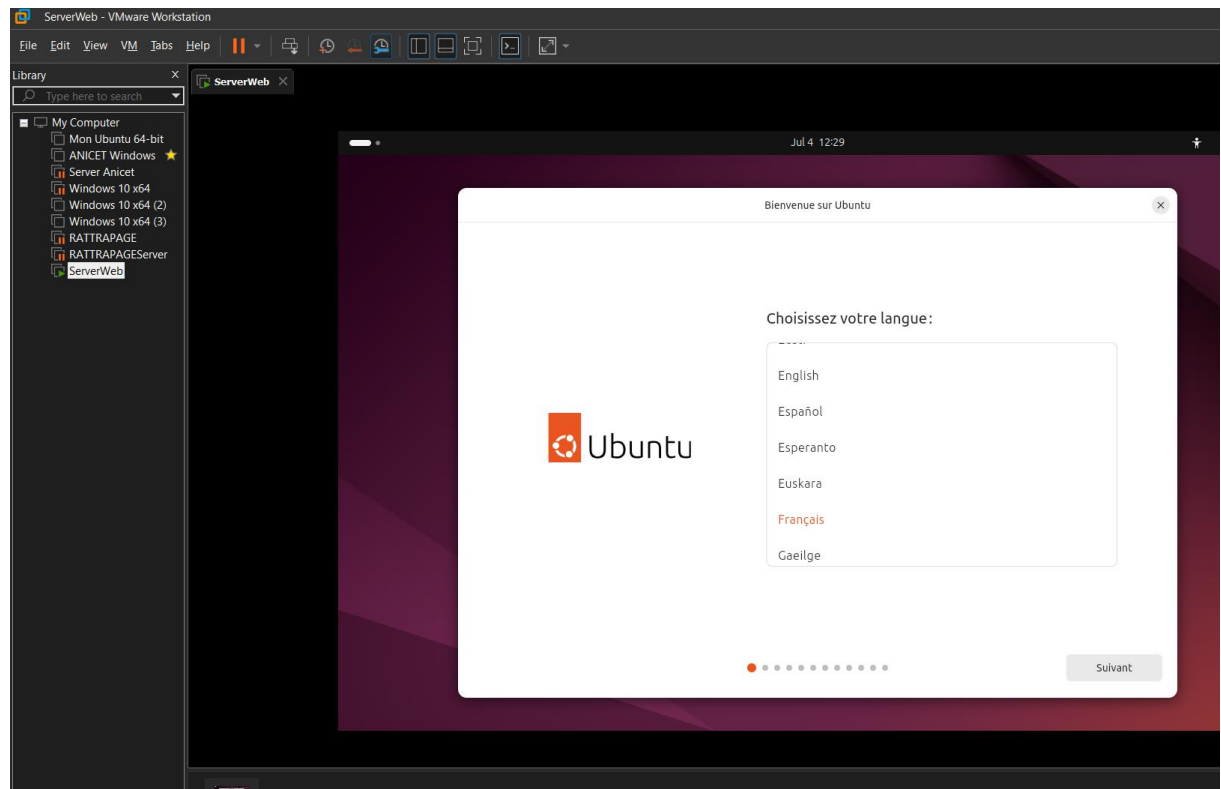 ServerWeb - VMware Workstation
File Edit View VM Tabs Help
Library X
Type here to search
ServerWeb
My Computer
Mon Ubuntu 64-bit
ANICET Windows
Server Anicet
Windows 10 x64
Windows 10 x64 (2)
Windows 10 x64 (3)
RATTRAPAGE
RATTRAPAGEServer
ServerWeb
Jul 4 12:29
Bienvenue sur Ubuntu
Choisissez votre langue :
English
Español
Esperanto
Euskara
Français
Gaeilge
Ubuntu
Suivant